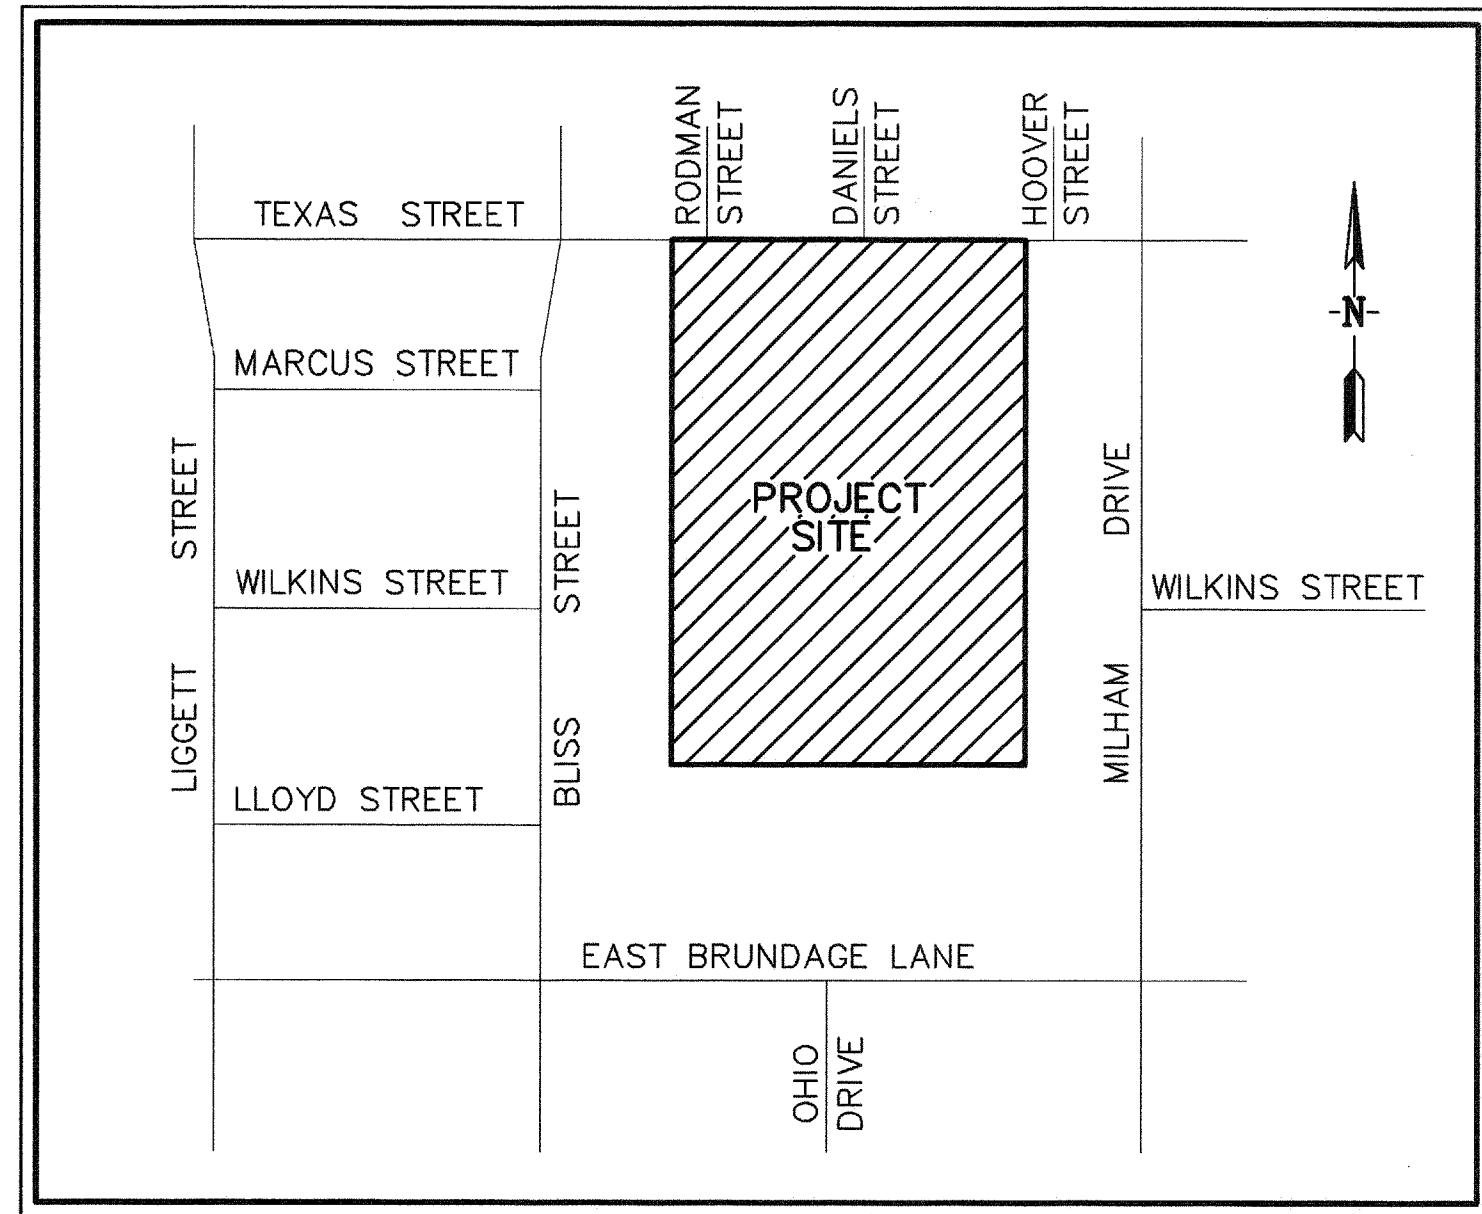 RODMAN
STREET
DANIELS
STREET
HOOVER
STREET
TEXAS STREET
MARCUS STREET
WILKINS STREET
LLOYD STREET
LIGGETT STREET
BLISS STREET
PROJECT
SITE
MILHAM DRIVE
WILKINS STREET
N
EAST BRUNDAGE LANE
OHIO
DRIVE